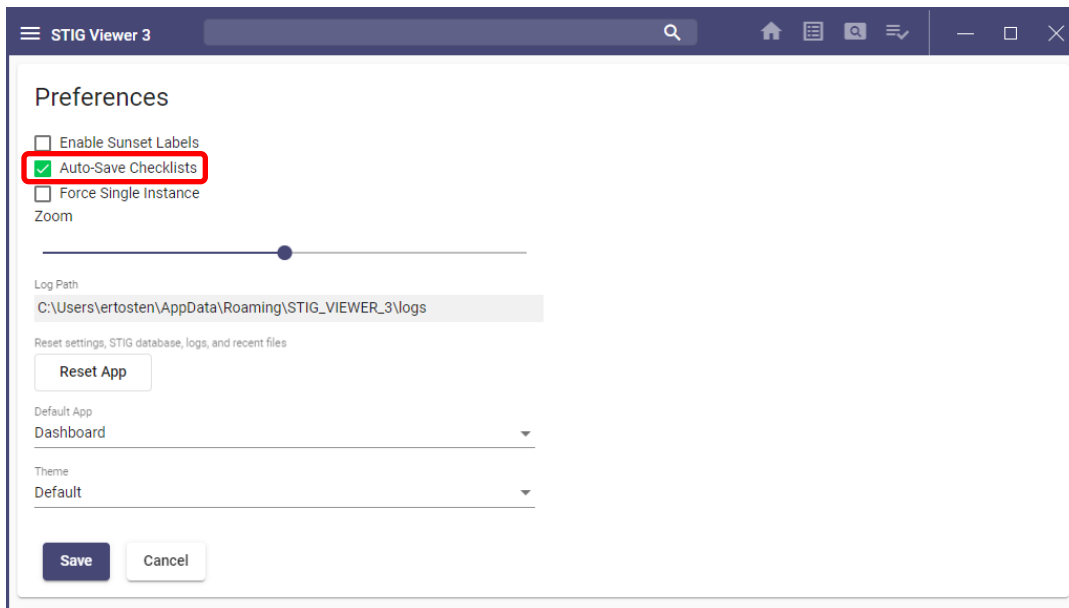 STIG Viewer 3
Preferences
Enable Sunset Labels
Auto-Save Checklists
Force Single Instance
Zoom
Log Path
C:\Users\ertosten\AppData\Roaming\STIG_VIEWER_3\logs
Reset settings, STIG database, logs, and recent files
Reset App
Default App
Dashboard
Theme
Default
Save Cancel